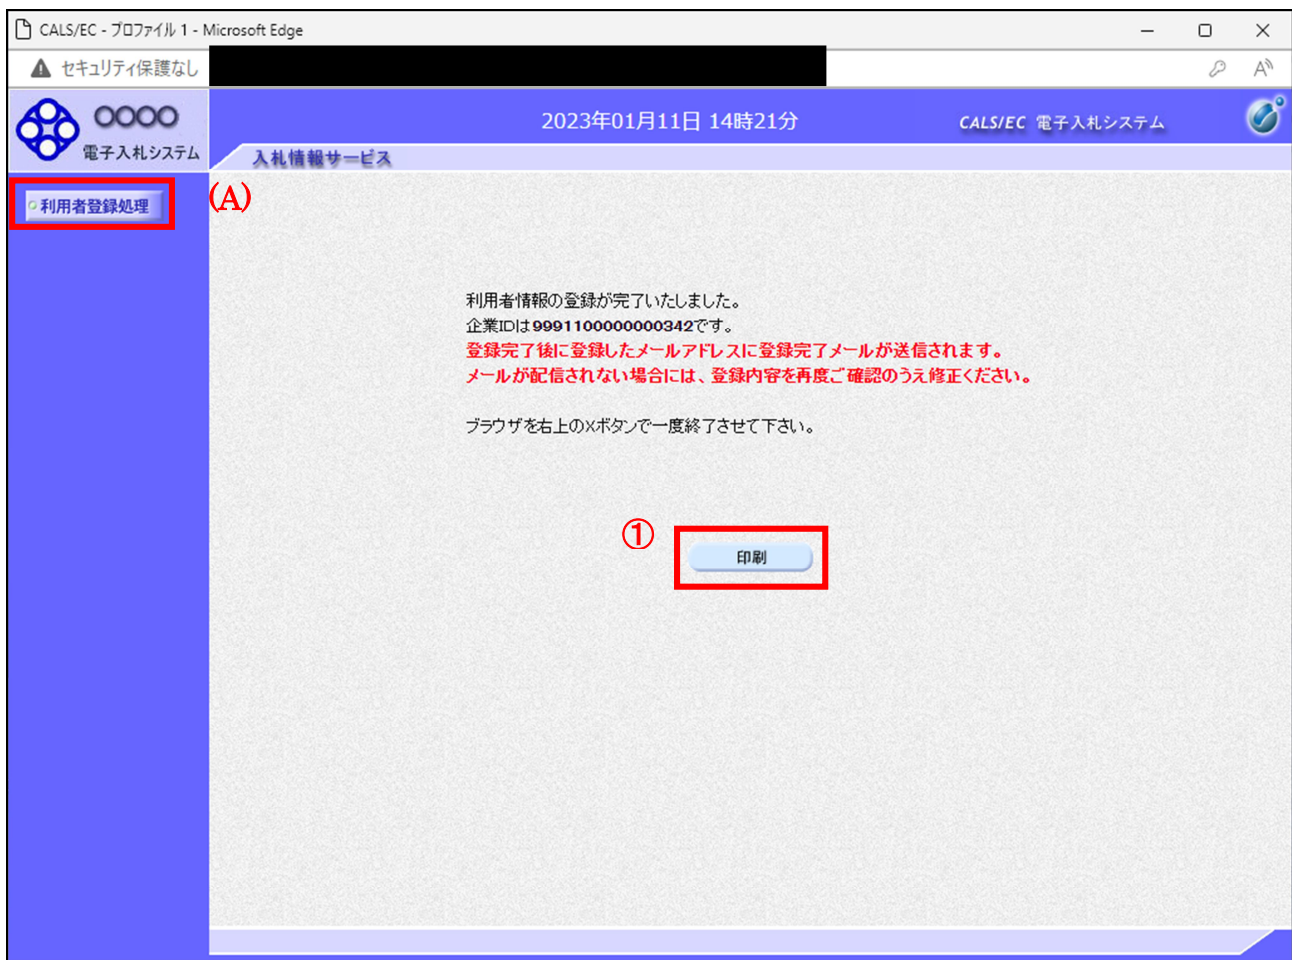 CALS/EC - プロファイル 1 - Microsoft Edge
セキュリティ保護なし
〇〇〇〇
電子入札システム
2023年01月11日 14時21分
CALS/EC 電子入札システム
入札情報サービス
利用者登録処理
(A)
利用者情報の登録が完了いたしました。
企業IDは9991100000000342です。
登録完了後に登録したメールアドレスに登録完了メールが送信されます。
メールが配信されない場合には、登録内容を再度ご確認のうえ修正ください。
ブラウザを右上の×ボタンで一度終了させて下さい。
①
印刷